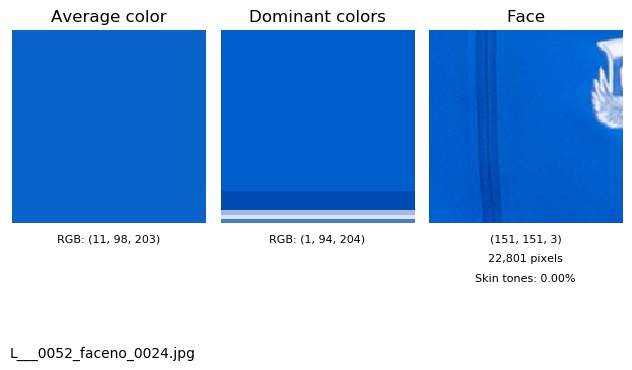 Average color
Dominant colors
Face
RGB: (11, 98, 203)
RGB: (1, 94, 204)
(151, 151, 3)
22,801 pixels
Skin tones: 0.00%
L___0052_faceno_0024.jpg